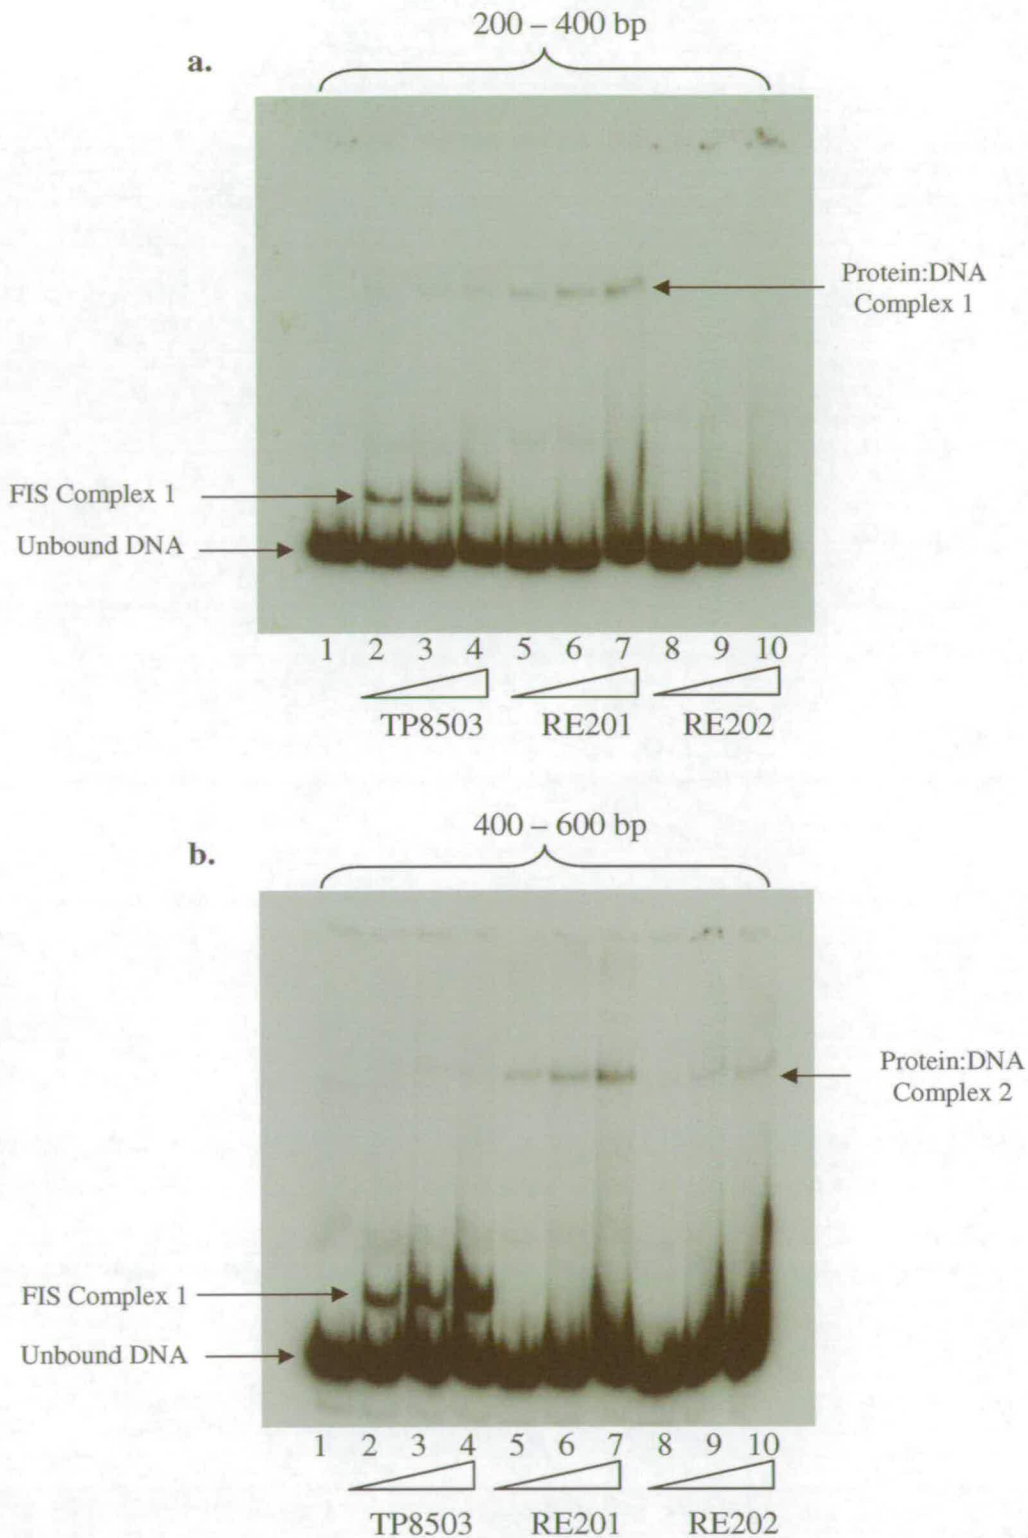 200 – 400 bp
a.
Protein:DNA
Complex 1
FIS Complex 1
Unbound DNA
1 2 3 4 5 6 7 8 9 10
TP8503 RE201 RE202
400 – 600 bp
b.
Protein:DNA
Complex 2
FIS Complex 1
Unbound DNA
1 2 3 4 5 6 7 8 9 10
TP8503 RE201 RE202